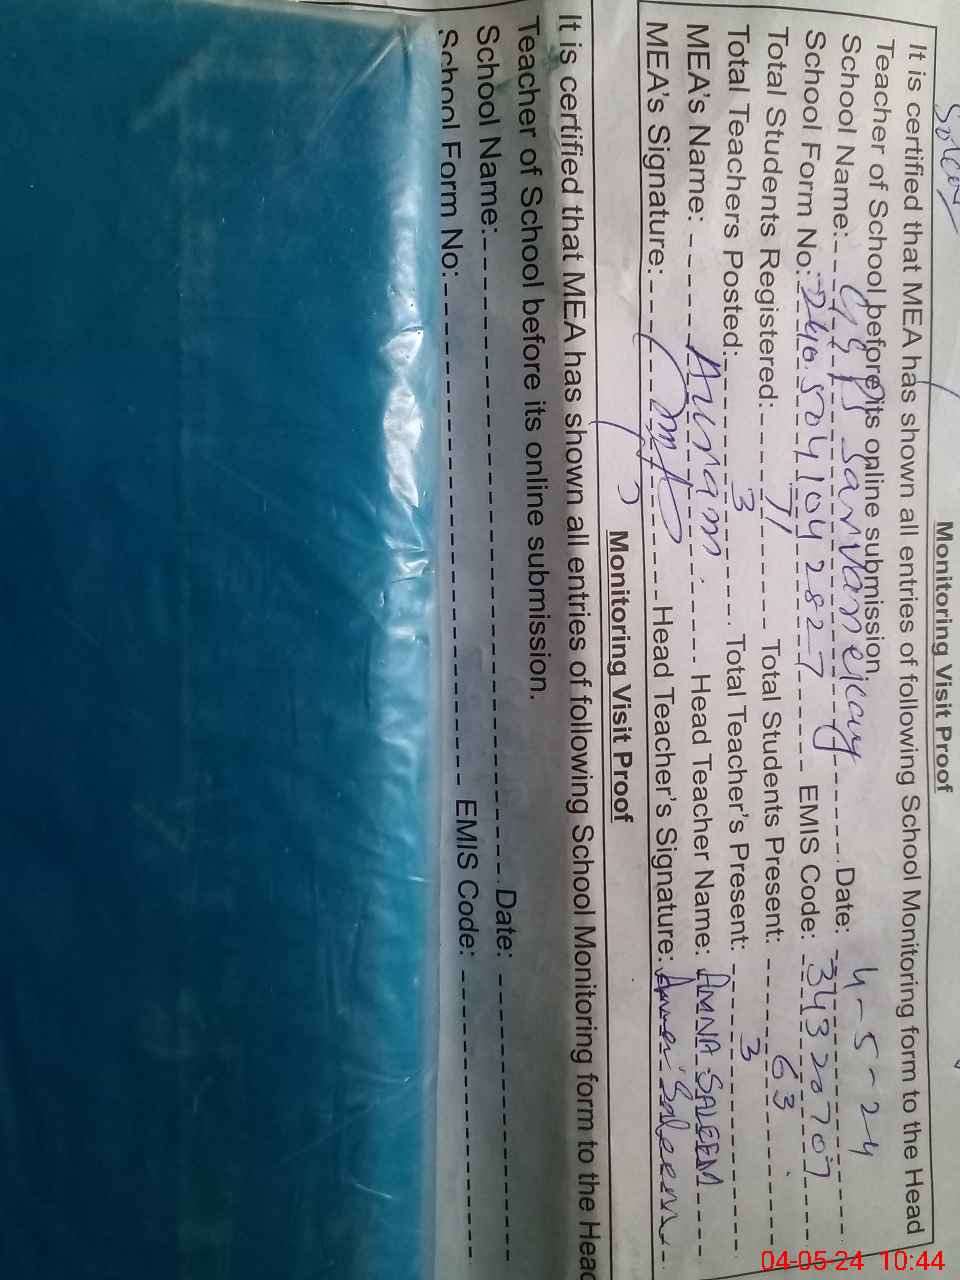 Monitoring Visit Proof
It is certified that MEA has shown all entries of following School Monitoring form to the Head
Teacher of School before its online submission.
School Name: GGPS Date: 4-5-24
School Form No: 2405041042827 EMIS Code: 34320707
Total Students Registered: 71 Total Students Present: 63
Total Teachers Posted: 3 Total Teacher's Present: 3
MEA's Name: Anram Head Teacher Name: AMNA SALEEM
MEA's Signature: Head Teacher's Signature: Amna Saleem
Monitoring Visit Proof
It is certified that MEA has shown all entries of following School Monitoring form to the Head
Teacher of School before its online submission.
School Name: Date:
School Form No: EMIS Code:
04-05-24 10:44